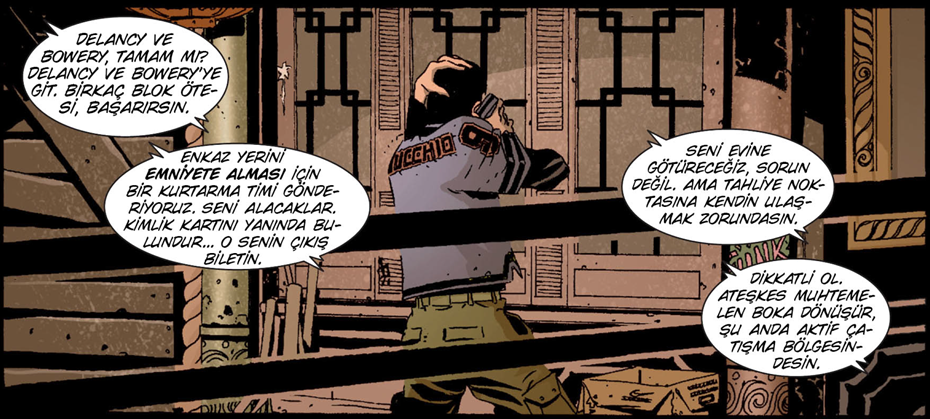 DELANCY VE
BOWERY, TAMAM MI?
DELANCY VE BOWERY'YE
GİT. BİRKAÇ BLOK ÖTE-
Sİ, BAŞARIRSIN.
ENKAZ YERİNİ
EMNİYETE ALMASI İÇİN
BİR KURTARMA TİMİ GÖNDE-
RİYORUZ. SENİ ALACAKLAR.
KİMLİK KARTINI YANINDA BU-
LUNDUR... O SENİN ÇIKIŞ
BİLETİN.
SENİ EVİNE
GÖTÜRECEĞİZ, SORUN
DEĞİL. AMA TAHLİYE NOK-
TASINA KENDİN ULAŞ-
MAK ZORUNDASIN.
DİKKATLİ OL.
ATEŞKES MUHTEME-
LEN BOKA DÖNÜŞÜR,
ŞU ANDA AKTİF ÇA-
TIŞMA BÖLGESİN-
DESİN.